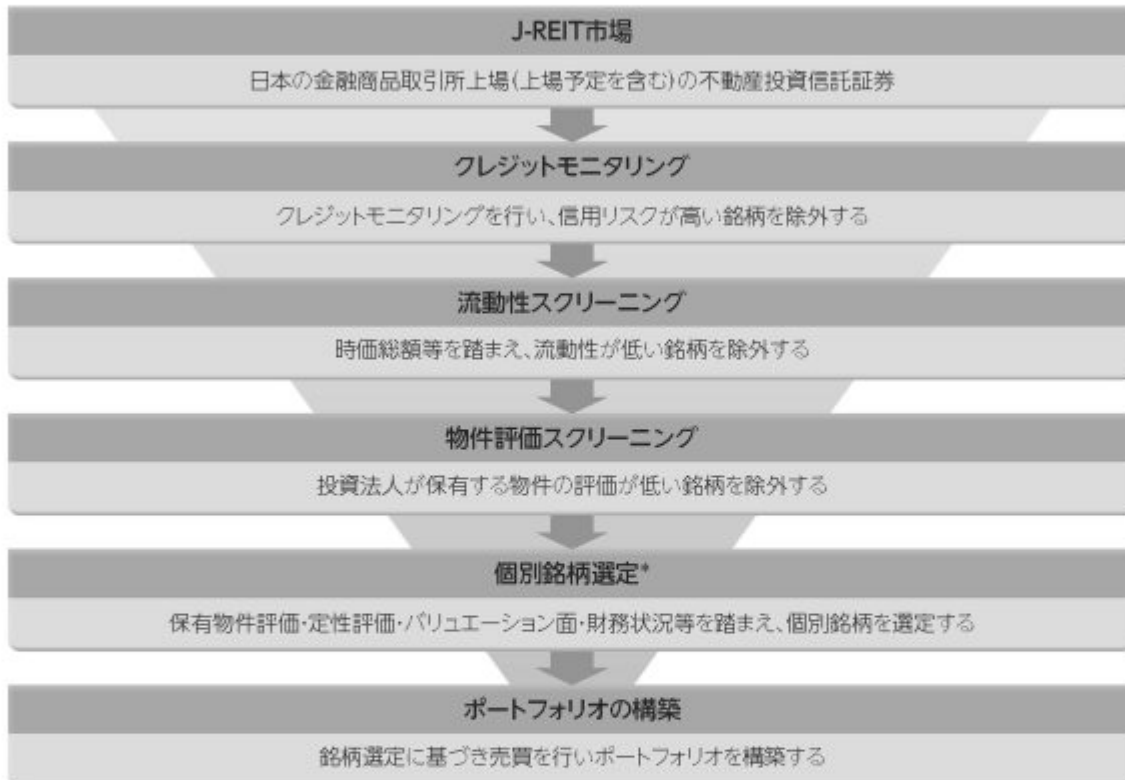 J-REIT市場
日本の金融商品取引所上場(上場予定を含む)の不動産投資信託証券
クレジットモニタリング
クレジットモニタリングを行い、信用リスクが高い銘柄を除外する
流動性スクリーニング
時価総額等を踏まえ、流動性が低い銘柄を除外する
物件評価スクリーニング
投資法人が保有する物件の評価が低い銘柄を除外する
個別銘柄選定*
保有物件評価・定性評価・バリュエーション面・財務状況等を踏まえ、個別銘柄を選定する
ポートフォリオの構築
銘柄選定に基づき売買を行いポートフォリオを構築する